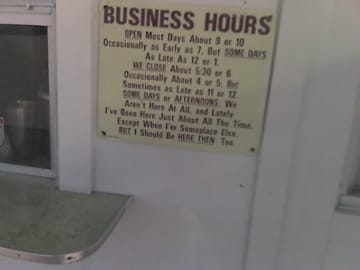 BUSINESS HOURS
OPEN Most Days About 9 or 10
Occasionally as Early as 7, But SOME DAYS
As Late As 12 or 1.
WE CLOSE About 5:30 or 6
Occasionally About 4 or 5, But
Sometimes as Late as 11 or 12.
SOME DAYS or AFTERNOONS, We
Aren't Here At All, and Lately
I've Been Here Just About All The Time,
Except When I'm Someplace Else,
BUT I Should Be HERE THEN Too.